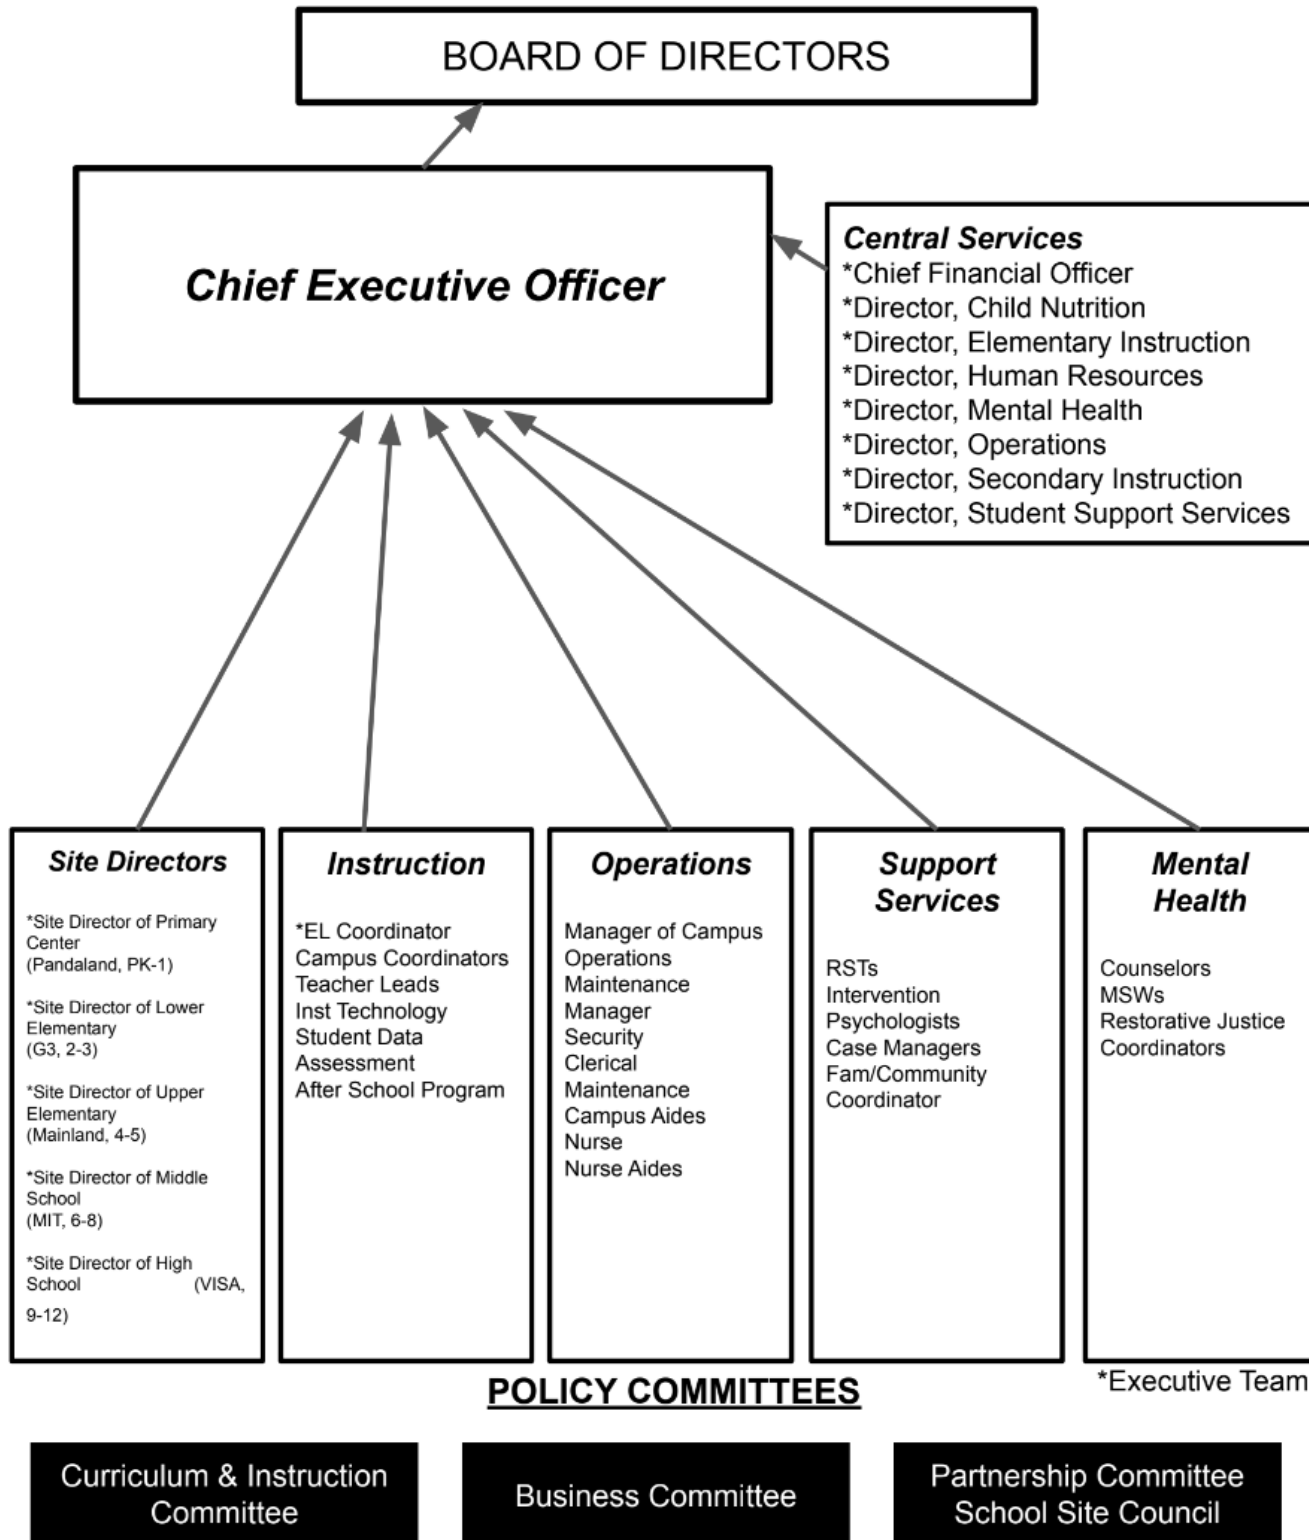 BOARD OF DIRECTORS
Chief Executive Officer
Central Services
*Chief Financial Officer
*Director, Child Nutrition
*Director, Elementary Instruction
*Director, Human Resources
*Director, Mental Health
*Director, Operations
*Director, Secondary Instruction
*Director, Student Support Services
Site Directors
*Site Director of Primary
Center
(Pandaland, PK-1)
*Site Director of Lower
Elementary
(G3, 2-3)
*Site Director of Upper
Elementary
(Mainland, 4-5)
*Site Director of Middle
School
(MIT, 6-8)
*Site Director of High
School (VISA,
9-12)
Instruction
*EL Coordinator
Campus Coordinators
Teacher Leads
Inst Technology
Student Data
Assessment
After School Program
Operations
Manager of Campus
Operations
Maintenance
Manager
Security
Clerical
Maintenance
Campus Aides
Nurse
Nurse Aides
Support
Services
RSTs
Intervention
Psychologists
Case Managers
Fam/Community
Coordinator
Mental
Health
Counselors
MSWs
Restorative Justice
Coordinators
*Executive Team
POLICY COMMITTEES
Curriculum & Instruction
Committee
Business Committee
Partnership Committee
School Site Council